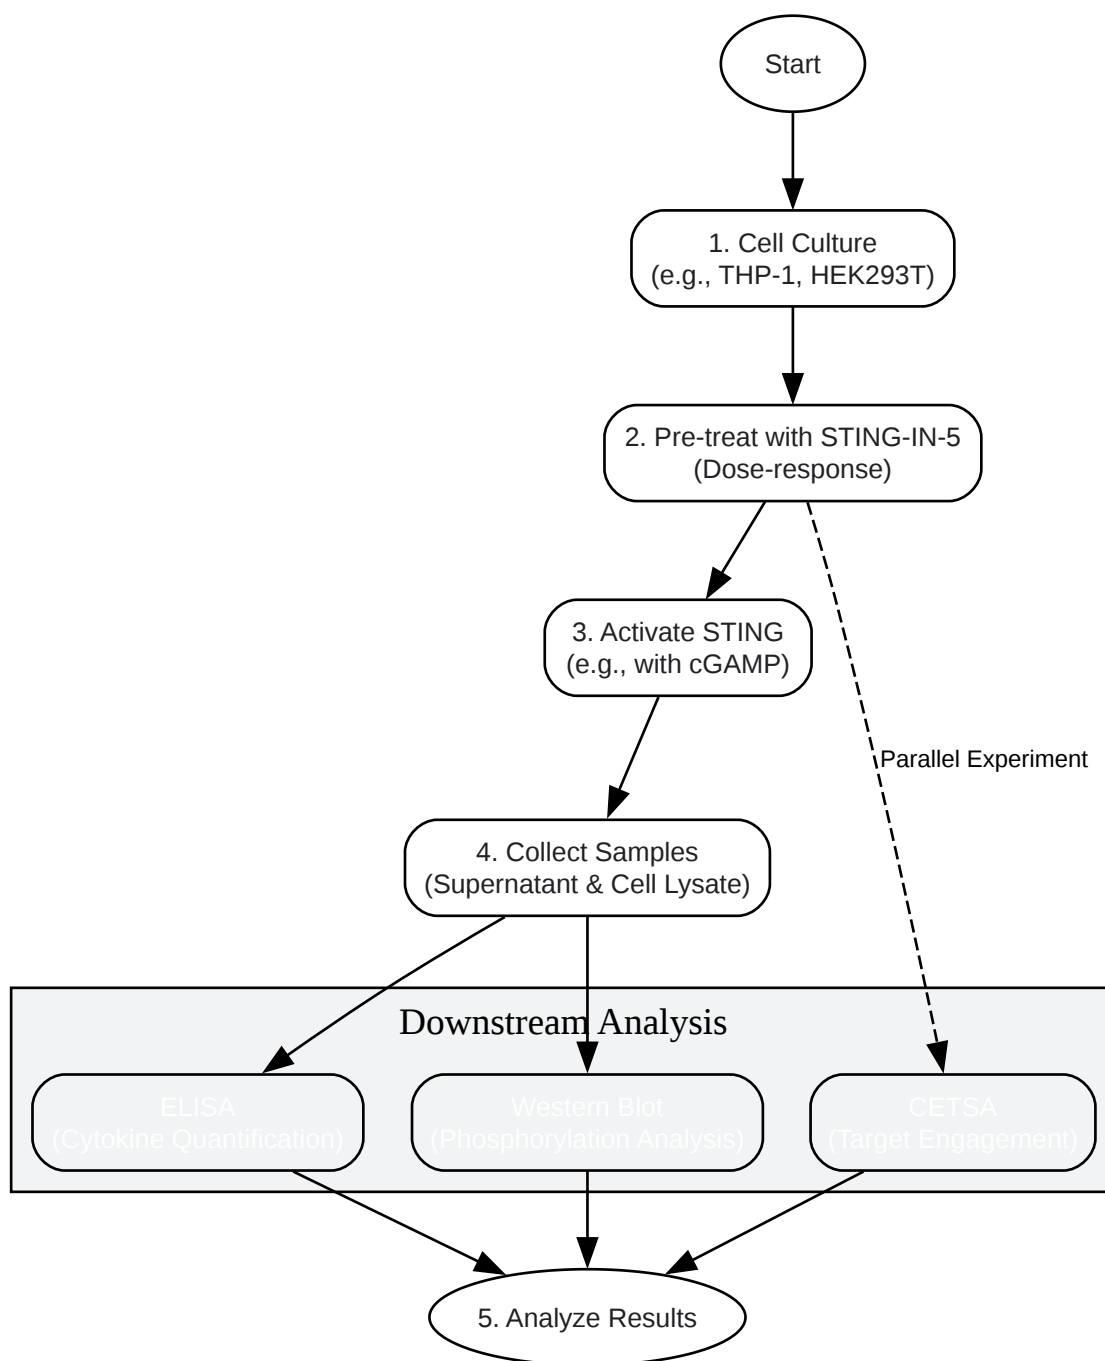 Start
1. Cell Culture
(e.g., THP-1, HEK293T)
2. Pre-treat with STING-IN-5
(Dose-response)
3. Activate STING
(e.g., with cGAMP)
Parallel Experiment
4. Collect Samples
(Supernatant & Cell Lysate)
Downstream Analysis
ELISA
(Cytokine Quantification)
Western Blot
(Phosphorylation Analysis)
CETSA
(Target Engagement)
5. Analyze Results